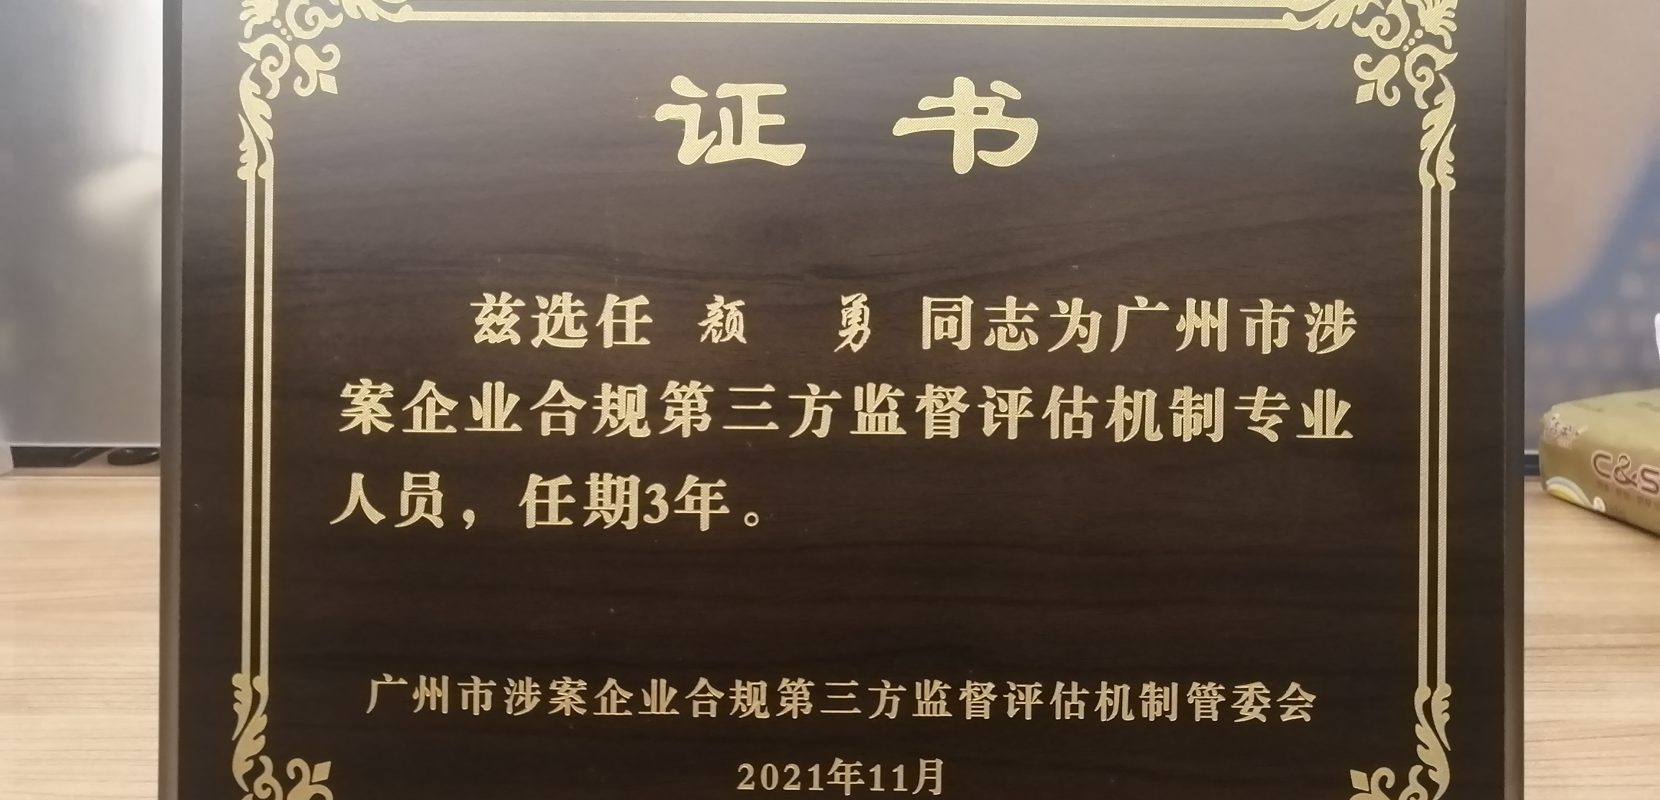 证书
兹选任 颜 勇 同志为广州市涉
案企业合规第三方监督评估机制专业
人员，任期3年。
广州市涉案企业合规第三方监督评估机制管委会
2021年11月
C&S